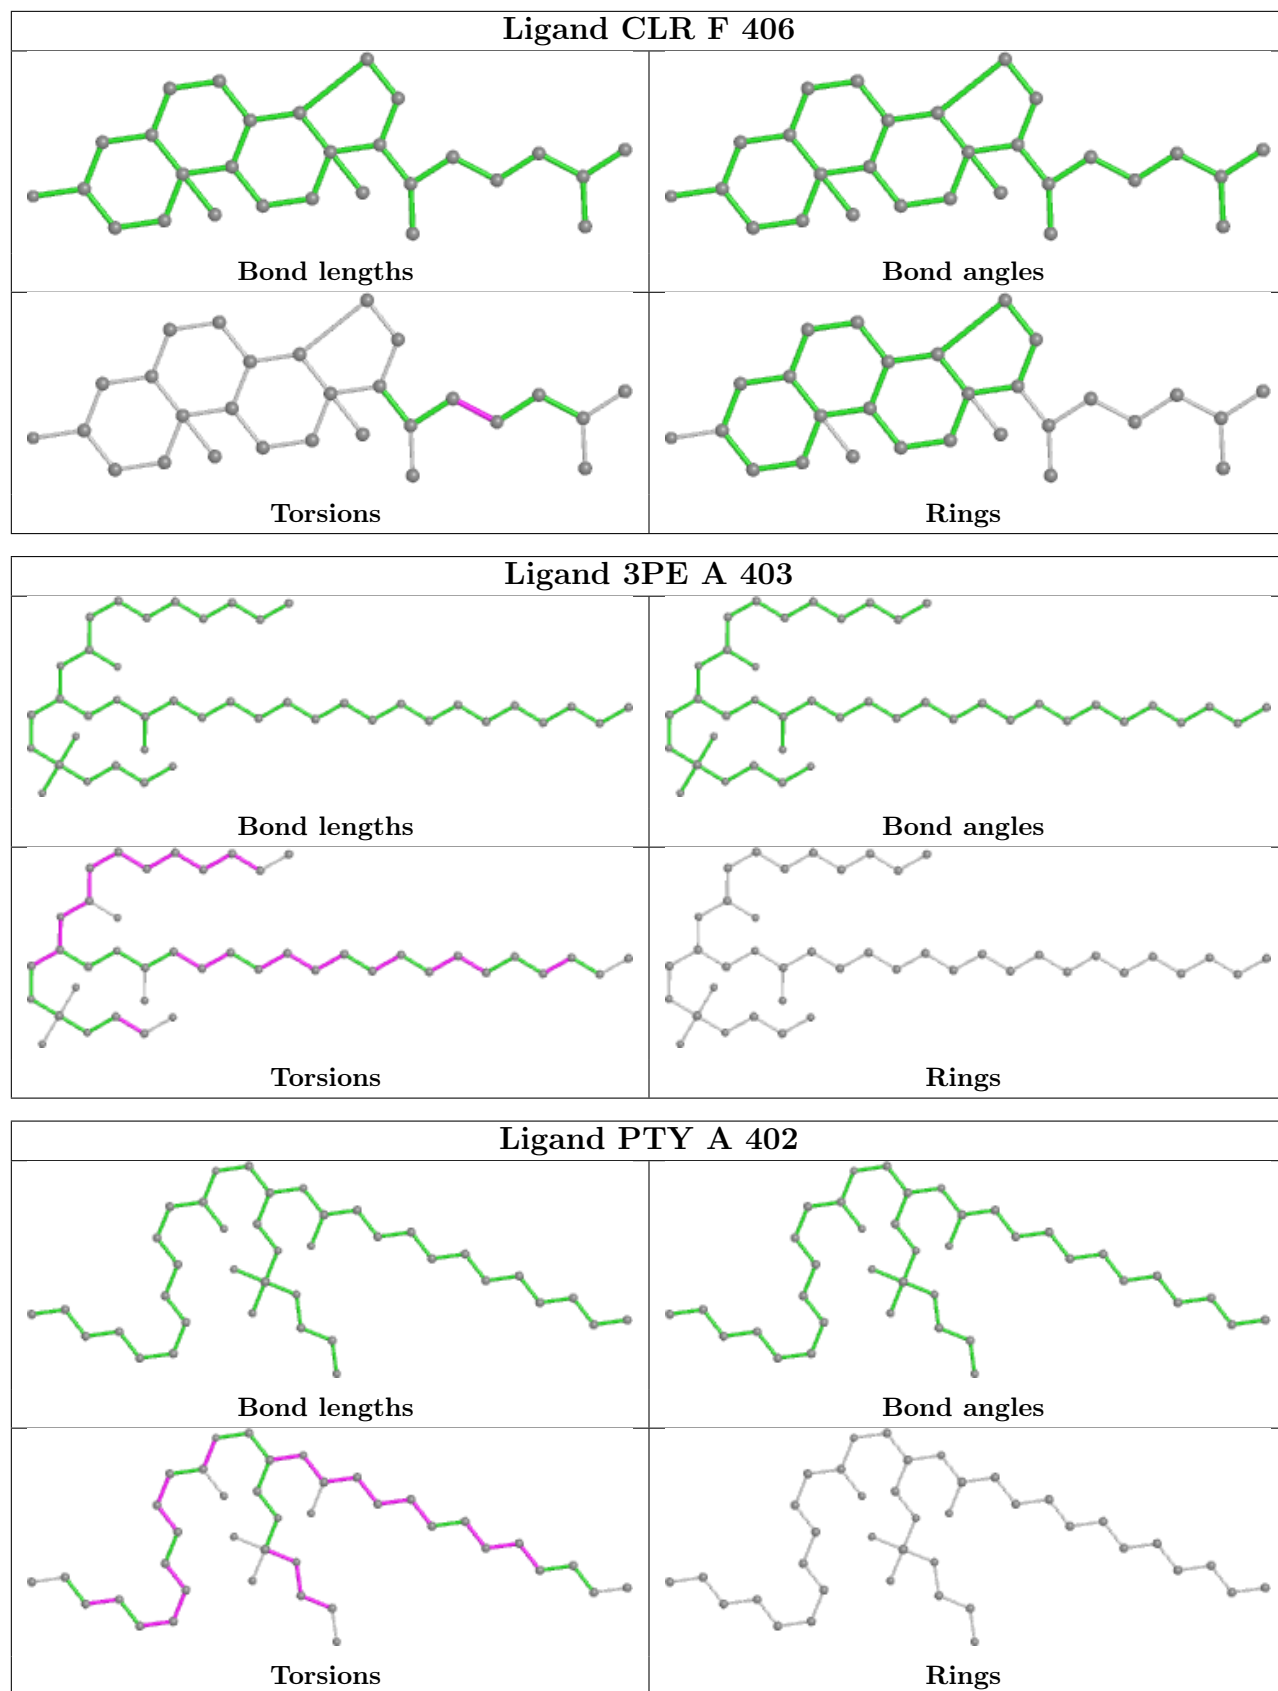 Ligand CLR F 406
Bond lengths
Bond angles
Torsions
Rings
Ligand 3PE A 403
Bond lengths
Bond angles
Torsions
Rings
Ligand PTY A 402
Bond lengths
Bond angles
Torsions
Rings